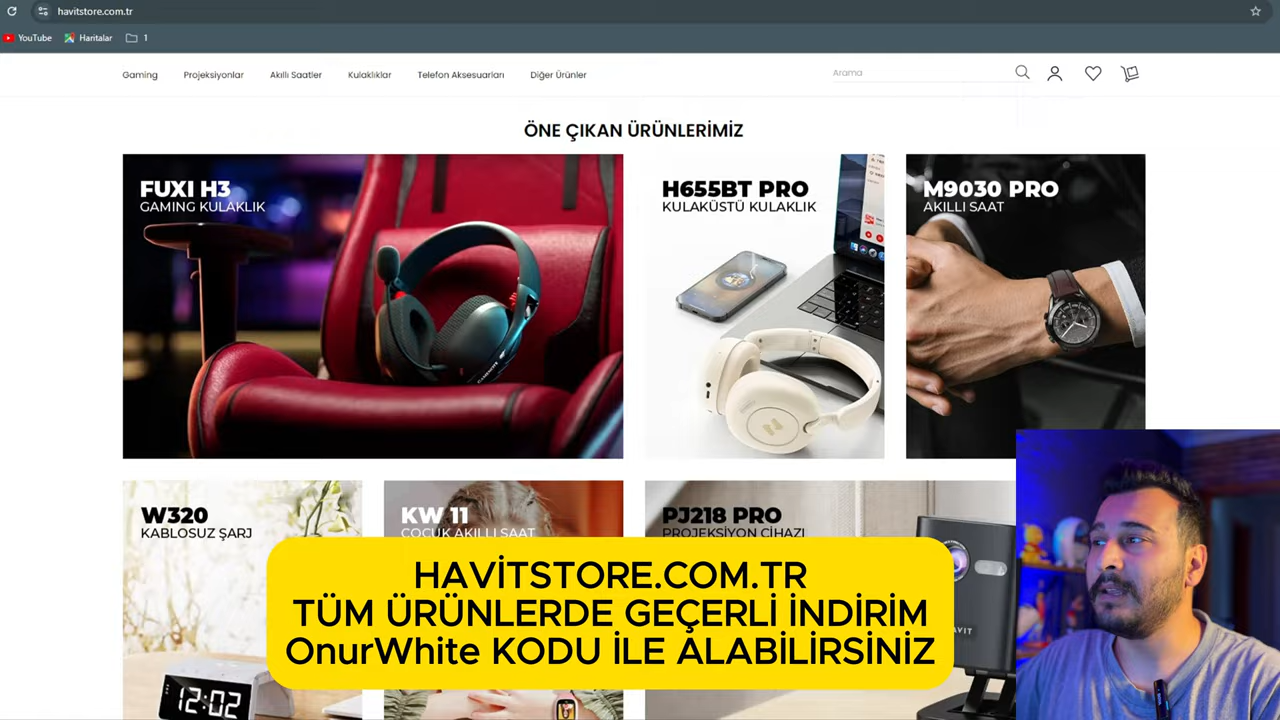 havitstore.com.tr
YouTube
Haritalar
1
Gaming
Projeksiyonlar
Akıllı Saatler
Kulaklıklar
Telefon Aksesuarları
Diğer Ürünler
Arama
ÖNE ÇIKAN ÜRÜNLERİMİZ
FUXI H3
GAMING KULAKLIK
H655BT PRO
KULAKÜSTÜ KULAKLIK
M9030 PRO
AKILLI SAAT
W320
KABLOSUZ ŞARJ
KW 11
ÇOCUK AKILLI SAAT
PJ218 PRO
PROJEKSİYON CİHAZI
12:02
HAVİTSTORE.COM.TR
TÜM ÜRÜNLERDE GEÇERLİ İNDİRİM
OnurWhite KODU İLE ALABİLİRSİNİZ